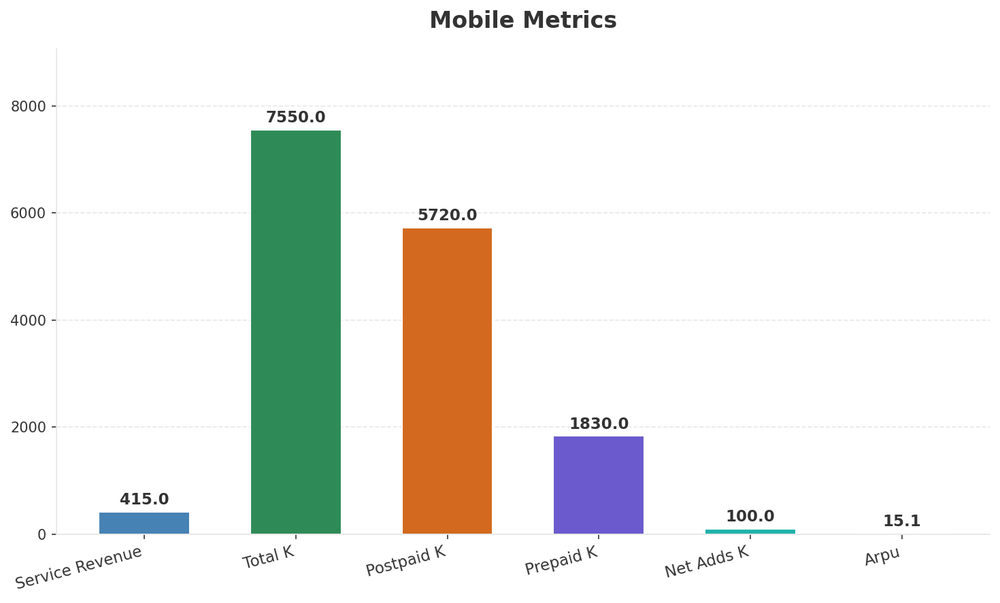 Mobile Metrics
8000
6000
4000
2000
0
7550.0
5720.0
1830.0
415.0
100.0
15.1
Service Revenue
Total K
Postpaid K
Prepaid K
Net Adds K
Arpu